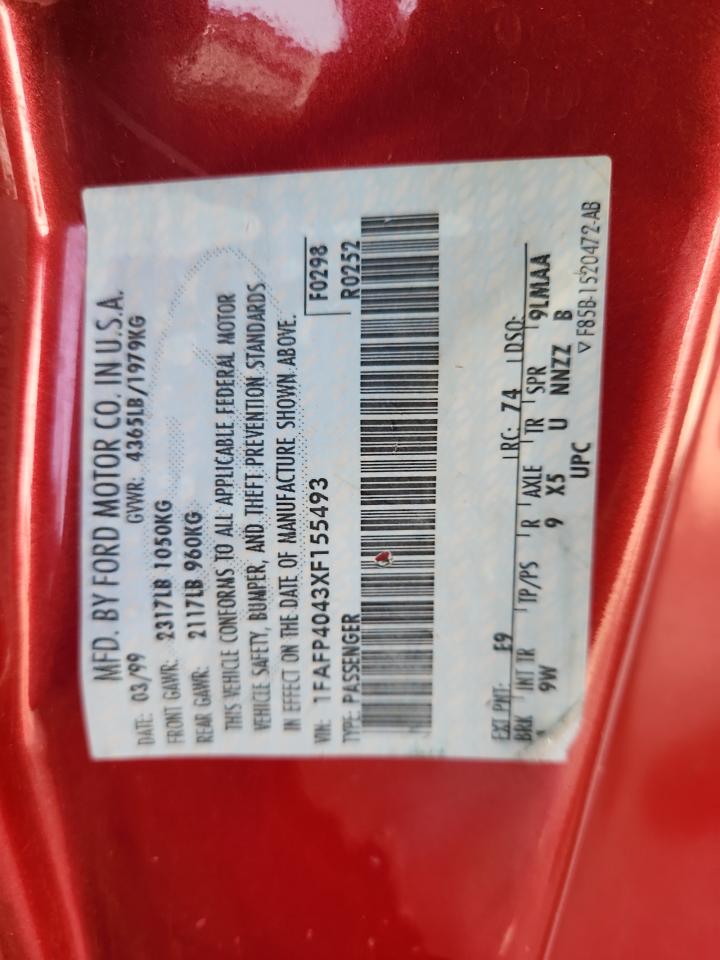 MFD. BY FORD MOTOR CO. IN U.S.A.
DATE: 03/99 GVWR: 4365LB/1979KG
FRONT GAWR: 2317LB 1050KG
REAR GAWR: 2117LB 960KG
THIS VEHICLE CONFORMS TO ALL APPLICABLE FEDERAL MOTOR
VEHICLE SAFETY, BUMPER, AND THEFT PREVENTION STANDARDS
IN EFFECT ON THE DATE OF MANUFACTURE SHOWN ABOVE.
VIN: 1FAFP4043XF155493 F0298
TYPE: PASSENGER R0252
EXT PNT: E9 RC: 74 DSO:
BRK INT TR TP/PS R AXLE TR SPR 9LMAA
9W 9 X5 U NNZZ B
UPC
▽ F85B-1520472-AB